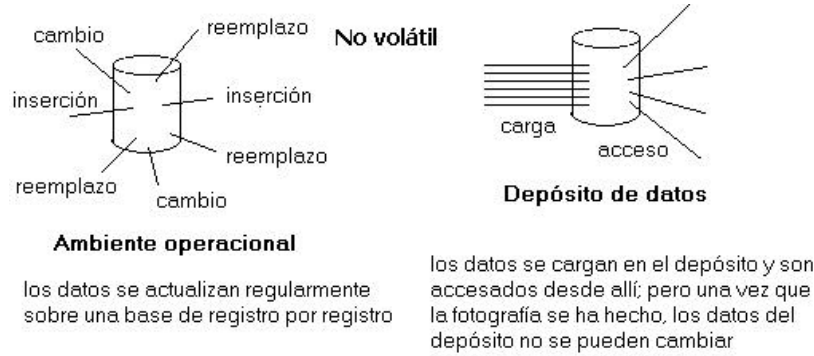 cambio
reemplazo
No volátil
inserción
inserción
reemplazo
reemplazo
cambio
Ambiente operacional
los datos se actualizan regularmente
sobre una base de registro por registro
carga
acceso
Depósito de datos
los datos se cargan en el depósito y son
accesados desde allí; pero una vez que
la fotografía se ha hecho, los datos del
depósito no se pueden cambiar